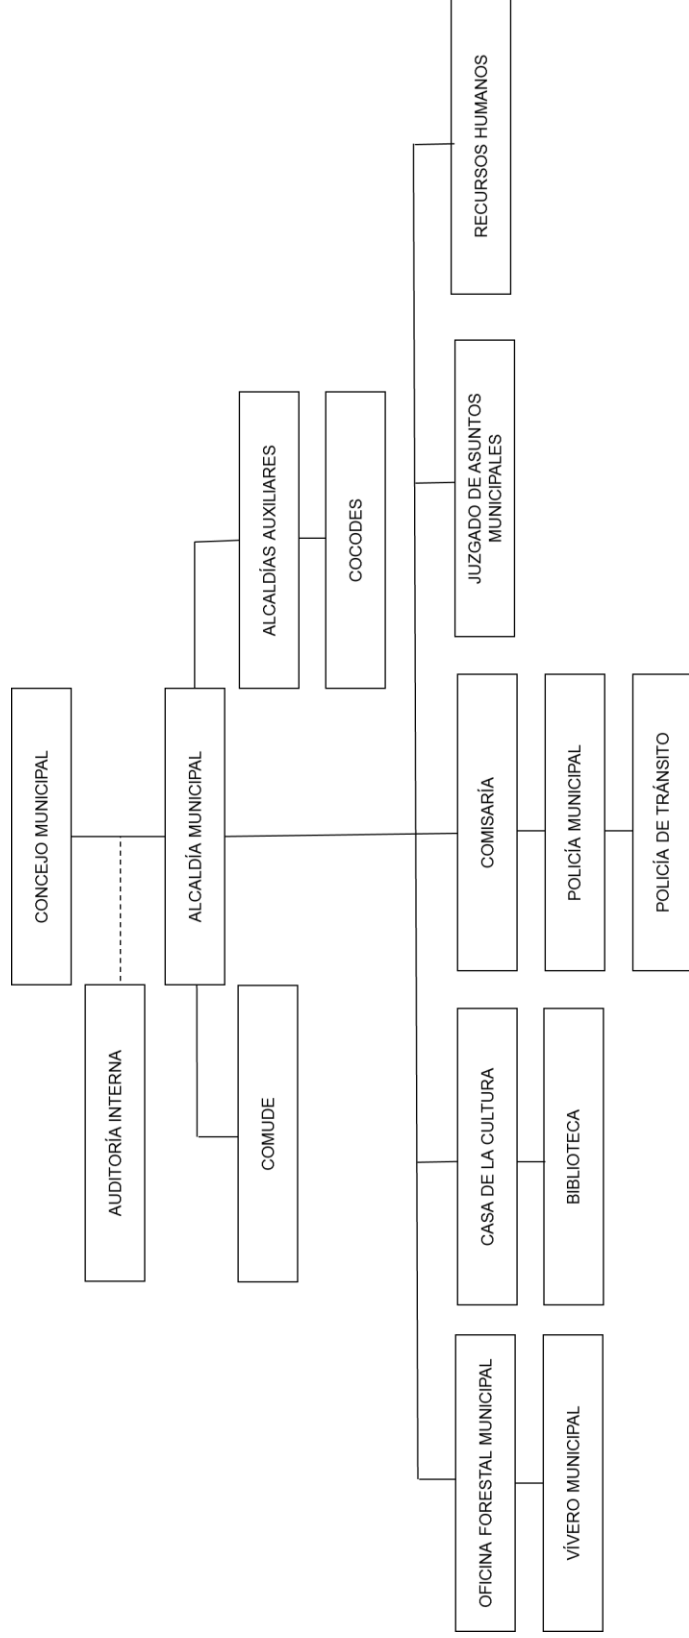 CONCEJO MUNICIPAL
AUDITORÍA INTERNA
ALCALDÍA MUNICIPAL
COMUDE
ALCALDÍAS AUXILIARES
COCODES
OFICINA FORESTAL MUNICIPAL
VÍVERO MUNICIPAL
CASA DE LA CULTURA
BIBLIOTECA
COMISARÍA
POLICÍA MUNICIPAL
POLICÍA DE TRÁNSITO
JUZGADO DE ASUNTOS
MUNICIPALES
RECURSOS HUMANOS